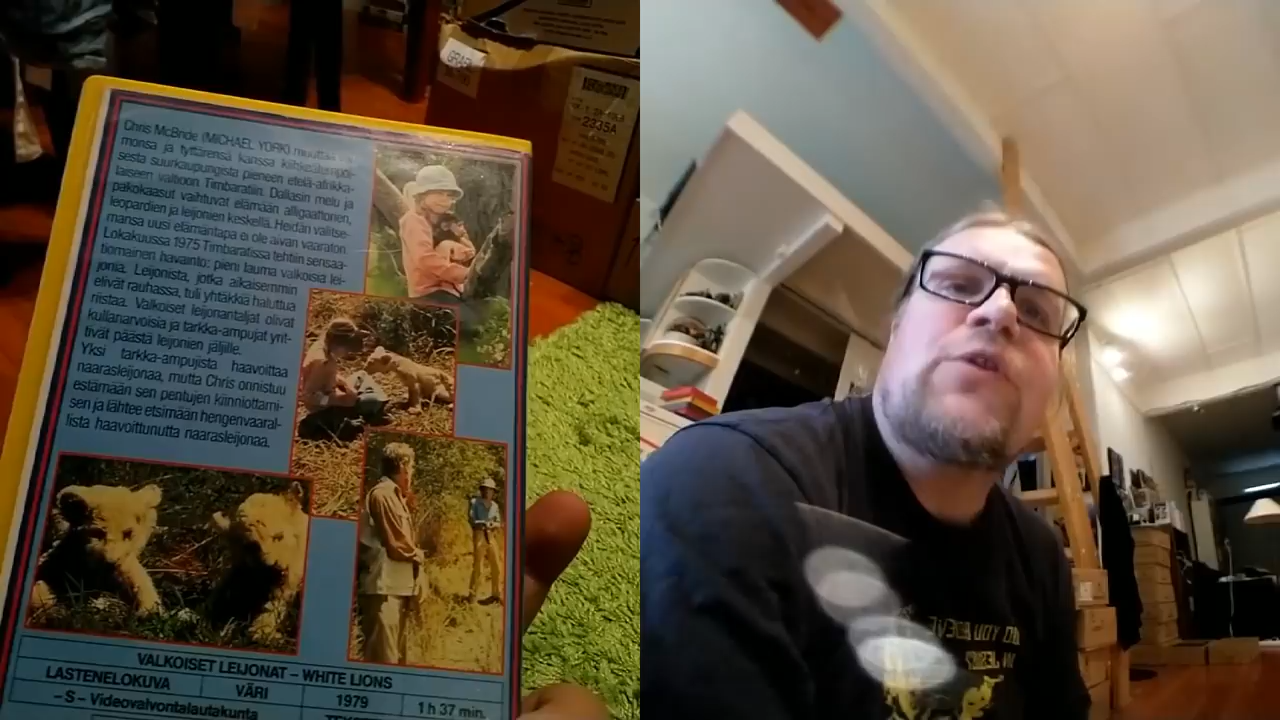 Chris McBride (MICHAEL YORK) muuttaa
monsa ja tyttärensä kanssa
sesta suurkaupungista pieneen etelä-afrikka-
laiseen valtioon Timbaratiin. Dallasin melu ja
pakokaasut vaihtuvat elämään alligaattorien,
leopardien ja leijonien keskellä. Heidän valitse-
mansa uusi elämäntapa ei ole aivan vaaraton.
Lokakuussa 1975 Timbaratissa tehtiin sensaa-
tiomainen havainto: pieni lauma valkoisia lei-
jonia. Leijonista, jotka aikaisemmin
elivät rauhassa, tuli yhtäkkiä haluttua
riistaa. Valkoiset leijonantaljat olivat
kullanarvoisia ja tarkka-ampujat yrit-
tivät päästä leijonien jäljille.
Yksi tarkka-ampujista haavoittaa
naarasleijonaa, mutta Chris onnistuu
estämään sen pentujen kiinniottami-
sen ja lähtee etsimään hengenvaaral-
lista haavoittunutta naarasleijonaa.
VALKOISET LEIJONAT – WHITE LIONS
LASTENELOKUVA VÄRI 1979 1 h 37 min.
–S– Videovalvontalautakunta
2335A